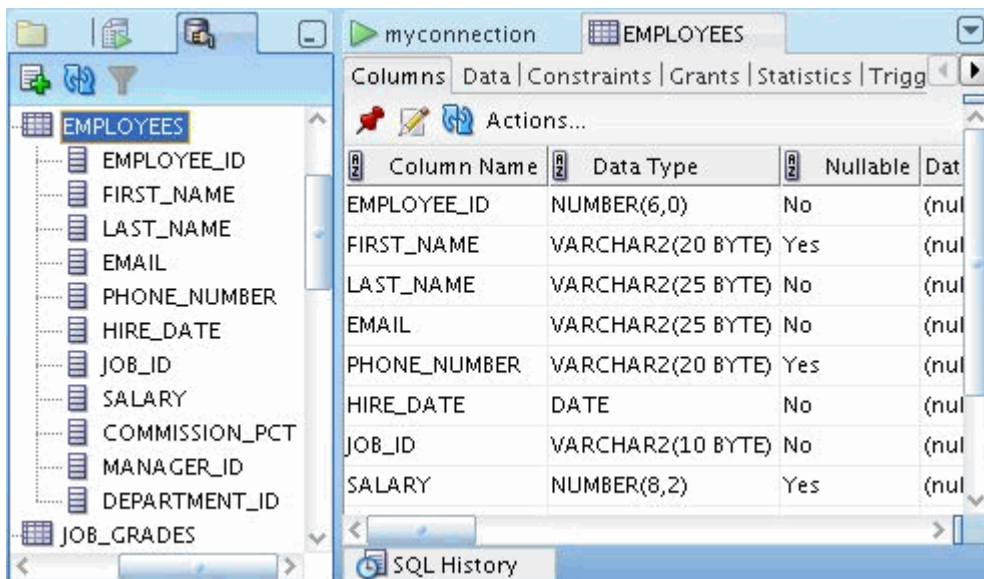 EMPLOYEES
EMPLOYEE_ID
FIRST_NAME
LAST_NAME
EMAIL
PHONE_NUMBER
HIRE_DATE
JOB_ID
SALARY
COMMISSION_PCT
MANAGER_ID
DEPARTMENT_ID
JOB_GRADES
myconnection EMPLOYEES
Columns Data Constraints Grants Statistics Trigg
Actions...
Column Name Data Type Nullable Dat
EMPLOYEE_ID NUMBER(6,0) No (nul
FIRST_NAME VARCHAR2(20 BYTE) Yes (nul
LAST_NAME VARCHAR2(25 BYTE) No (nul
EMAIL VARCHAR2(25 BYTE) No (nul
PHONE_NUMBER VARCHAR2(20 BYTE) Yes (nul
HIRE_DATE DATE No (nul
JOB_ID VARCHAR2(10 BYTE) No (nul
SALARY NUMBER(8,2) Yes (nul
SQL History